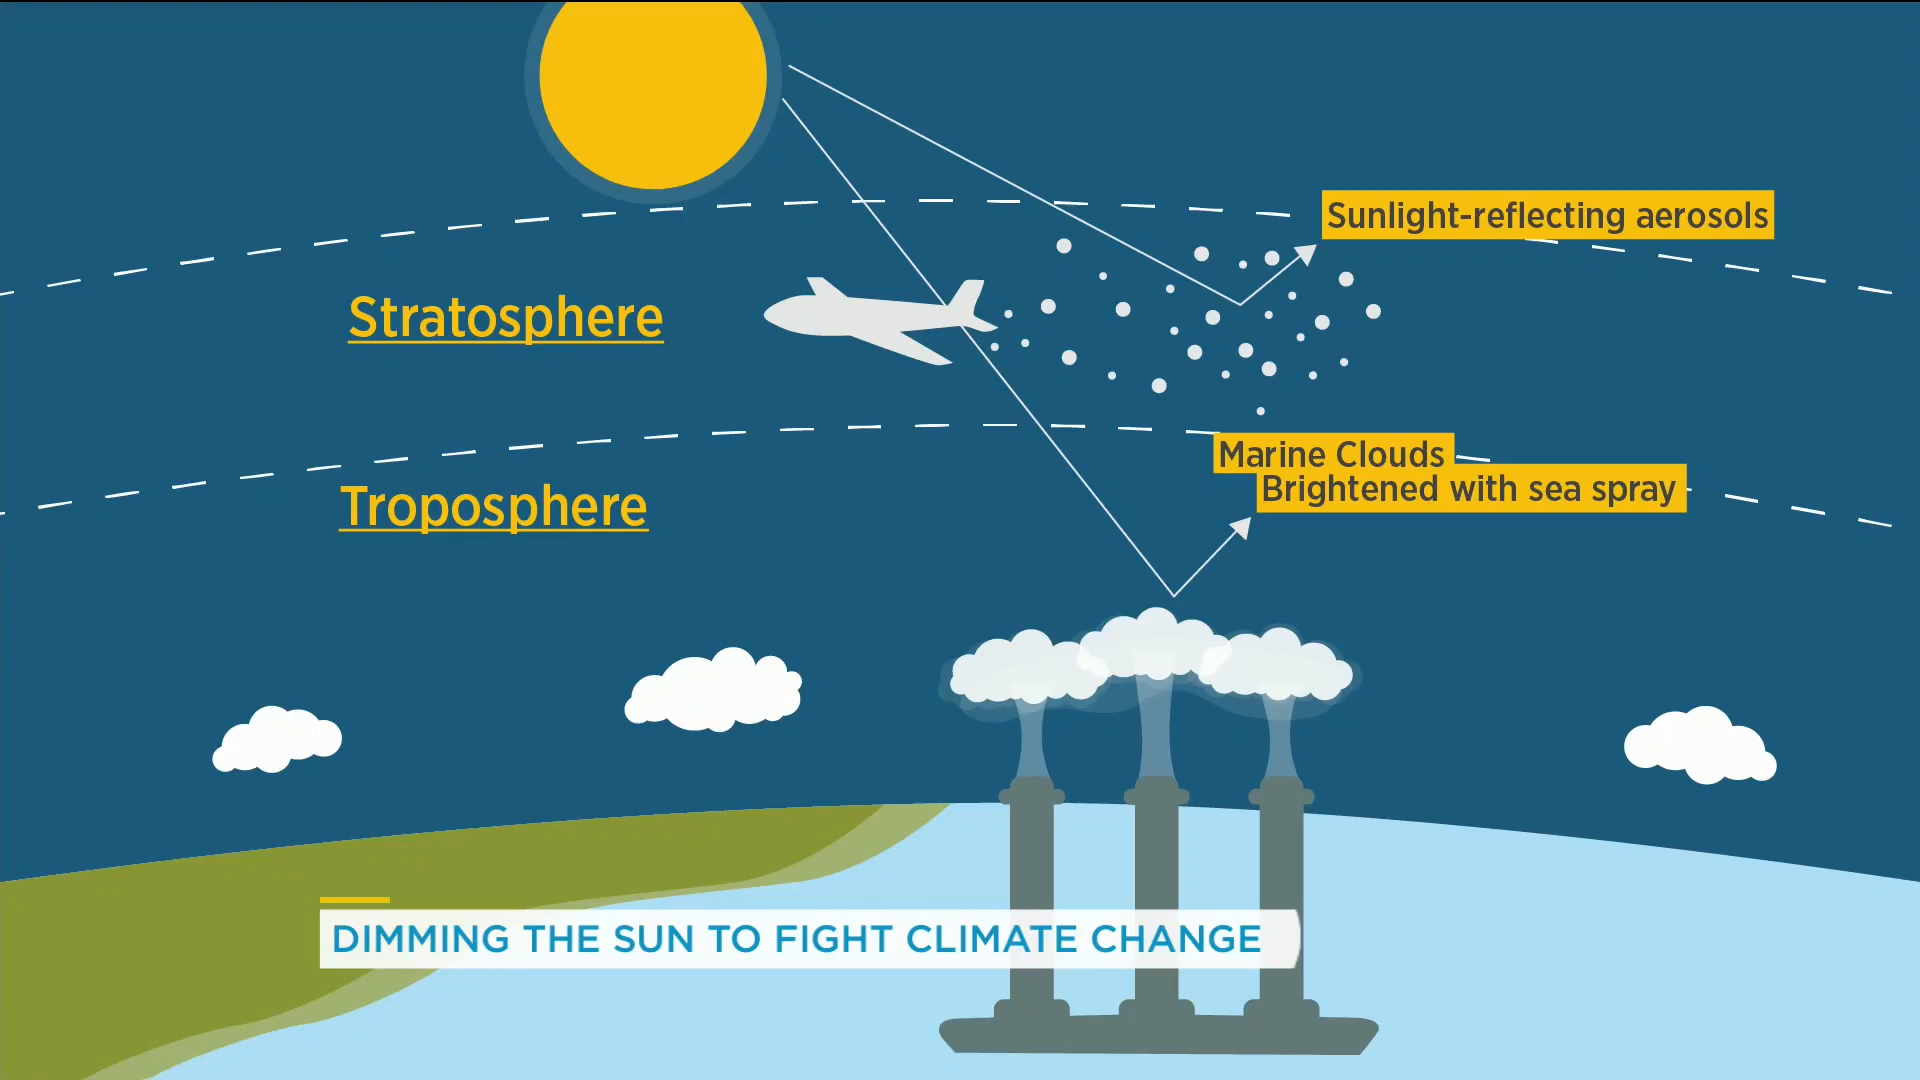 Sunlight-reflecting aerosols
Stratosphere
Marine Clouds
Brightened with sea spray
Troposphere
DIMMING THE SUN TO FIGHT CLIMATE CHANGE